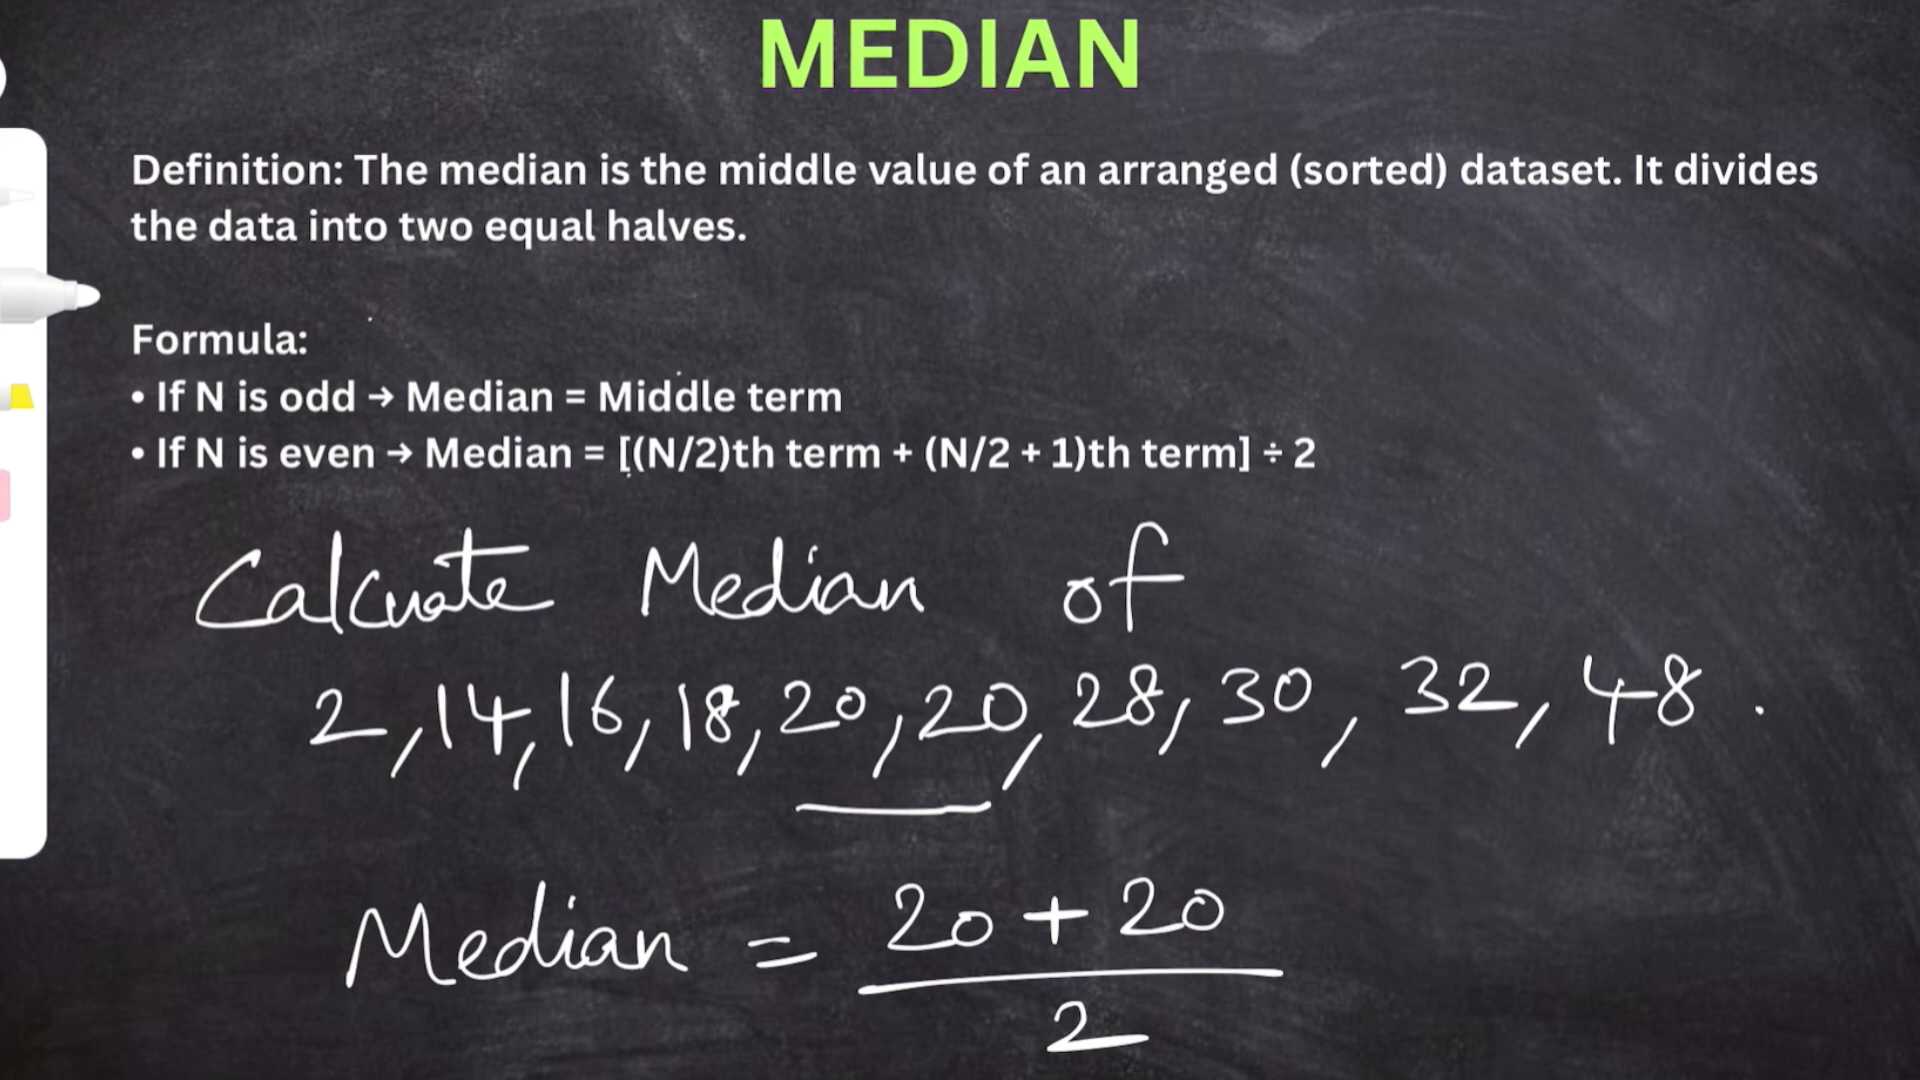 MEDIAN
Definition: The median is the middle value of an arranged (sorted) dataset. It divides
the data into two equal halves.
Formula:
• If N is odd → Median = Middle term
• If N is even → Median = [(N/2)th term + (N/2 + 1)th term] ÷ 2
Calcuate Median of
2, 14, 16, 18, 20, 20, 28, 30, 32, 48.
Median = 20 + 20
2